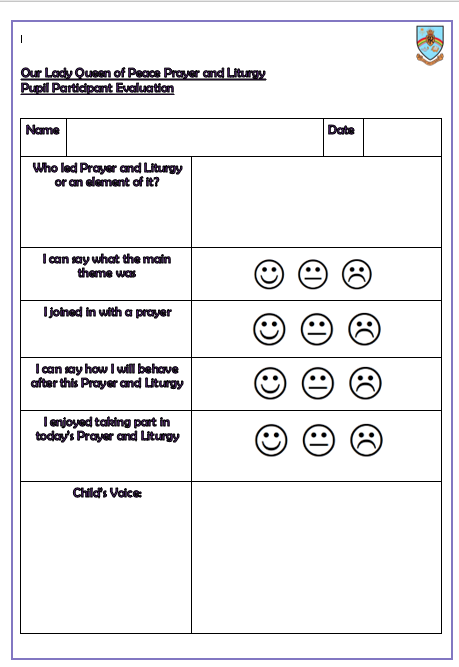 Our Lady Queen of Peace Prayer and Liturgy
Pupil Participant Evaluation
Name
Date
Who led Prayer and Liturgy
or an element of it?
I can say what the main
theme was
I joined in with a prayer
I can say how I will behave
after this Prayer and Liturgy
I enjoyed taking part in
today's Prayer and Liturgy
Child's Voice: